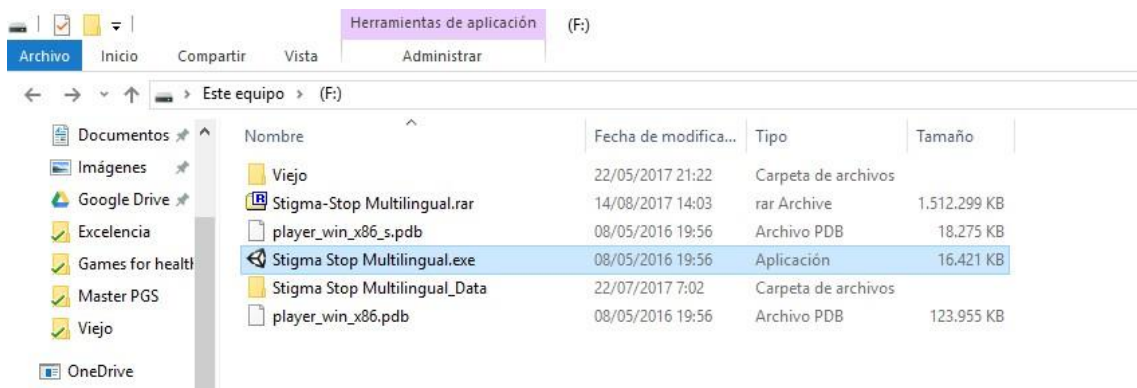 Herramientas de aplicación (F:)
Archivo Inicio Compartir Vista Administrar
Este equipo > (F:)
Documentos
Imágenes
Google Drive
Excelencia
Games for health
Master PGS
Viejo
OneDrive
Nombre Fecha de modifica... Tipo Tamaño
Viejo 22/05/2017 21:22 Carpeta de archivos
Stigma-Stop Multilingual.rar 14/08/2017 14:03 rar Archive 1.512.299 KB
player_win_x86_s.pdb 08/05/2016 19:56 Archivo PDB 18.275 KB
Stigma Stop Multilingual.exe 08/05/2016 19:56 Aplicación 16.421 KB
Stigma Stop Multilingual_Data 22/07/2017 7:02 Carpeta de archivos
player_win_x86.pdb 08/05/2016 19:56 Archivo PDB 123.955 KB